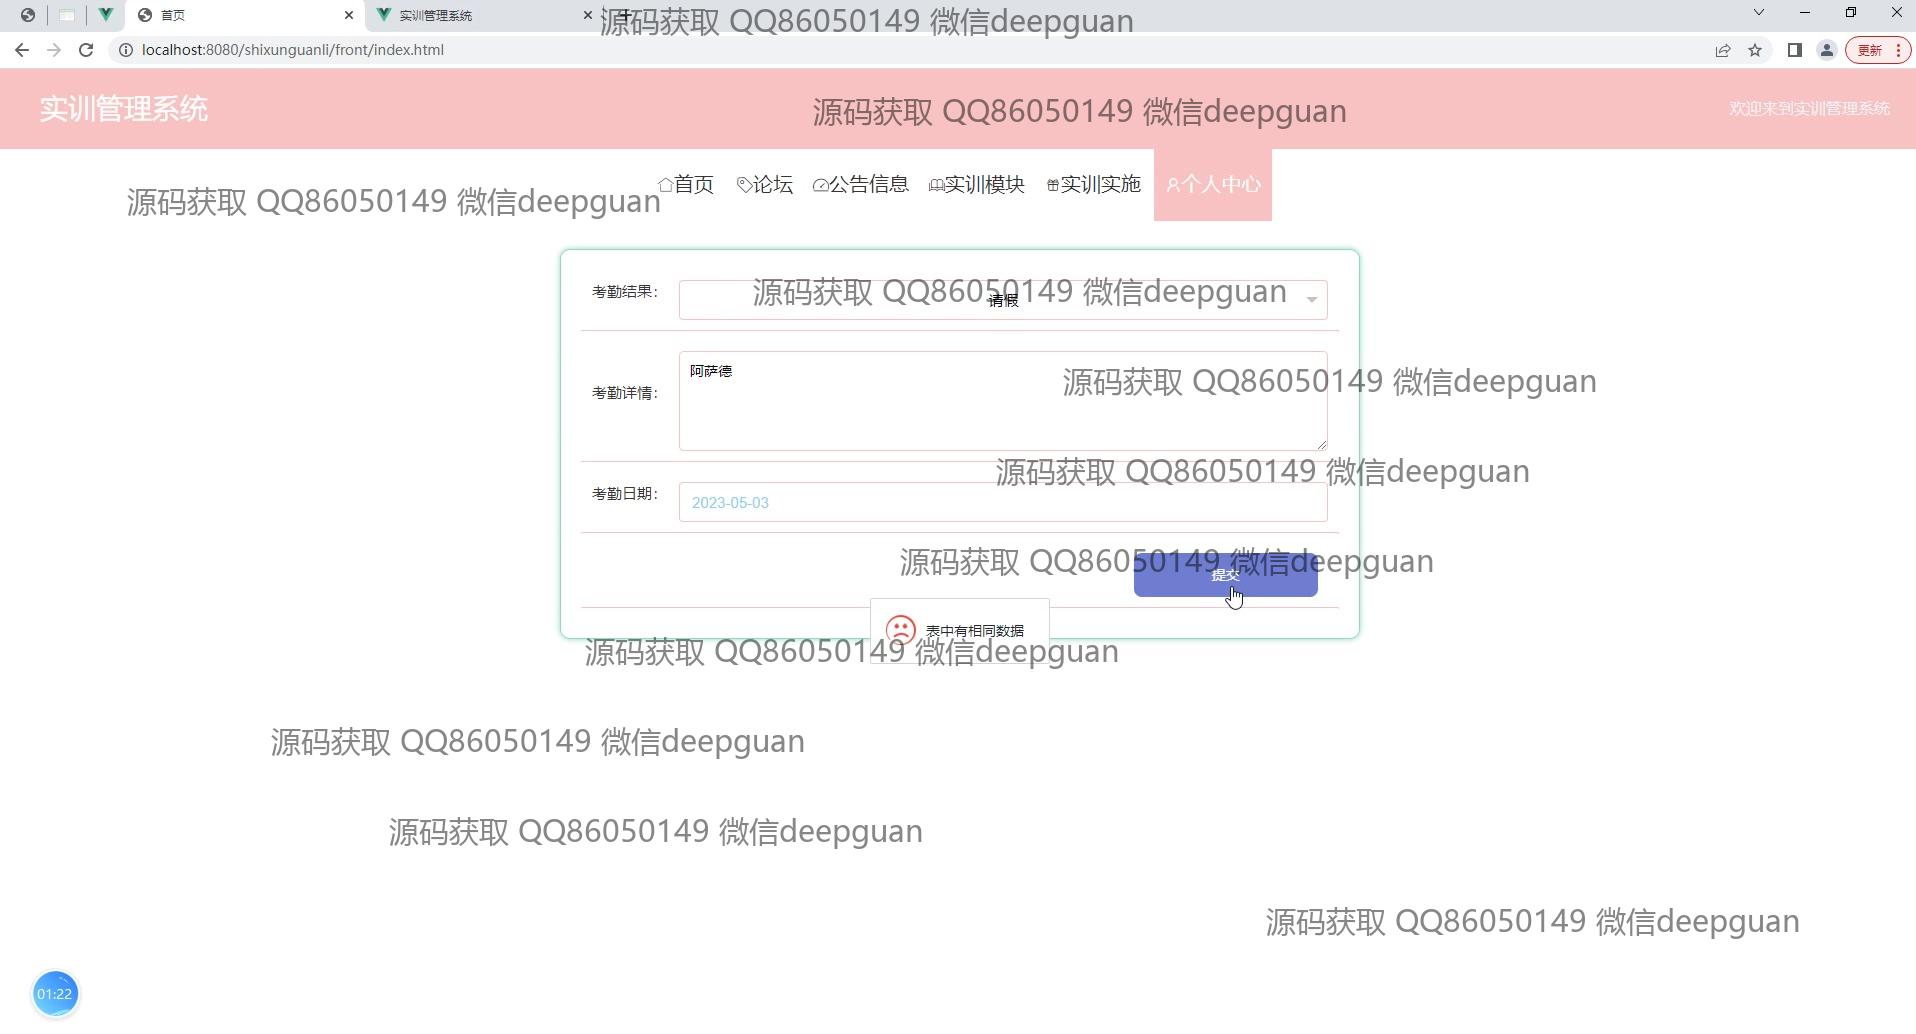 首页
实训管理系统
源码获取 QQ86050149 微信deepguan
localhost:8080/shixunguanli/front/index.html
更新
实训管理系统
源码获取 QQ86050149 微信deepguan
欢迎来到实训管理系统
首页
论坛
公告信息
实训模块
实训实施
个人中心
源码获取 QQ86050149 微信deepguan
考勤结果：
请假
源码获取 QQ86050149 微信deepguan
考勤详情：
阿萨德
源码获取 QQ86050149 微信deepguan
源码获取 QQ86050149 微信deepguan
考勤日期：
2023-05-03
源码获取 QQ86050149 微信deepguan
提交
表中有相同数据
源码获取 QQ86050149 微信deepguan
源码获取 QQ86050149 微信deepguan
源码获取 QQ86050149 微信deepguan
源码获取 QQ86050149 微信deepguan
01:22